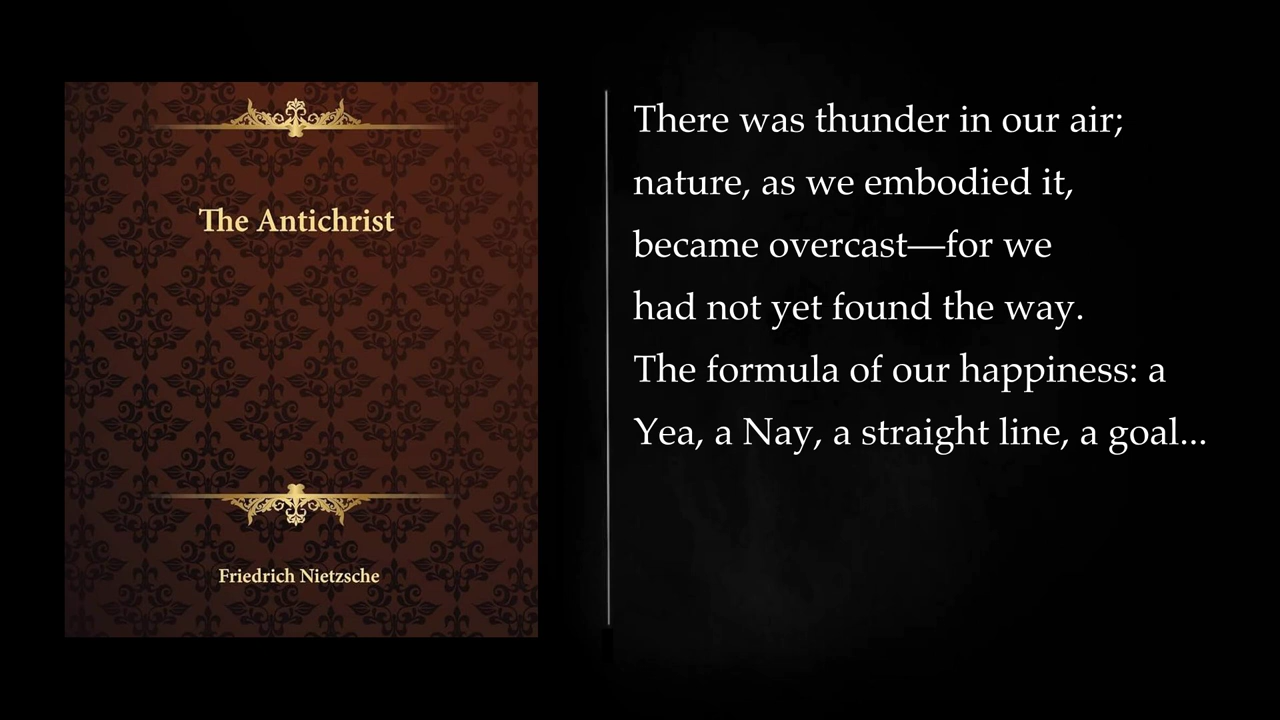 The Antichrist
Friedrich Nietzsche
There was thunder in our air;
nature, as we embodied it,
became overcast—for we
had not yet found the way.
The formula of our happiness: a
Yea, a Nay, a straight line, a goal...